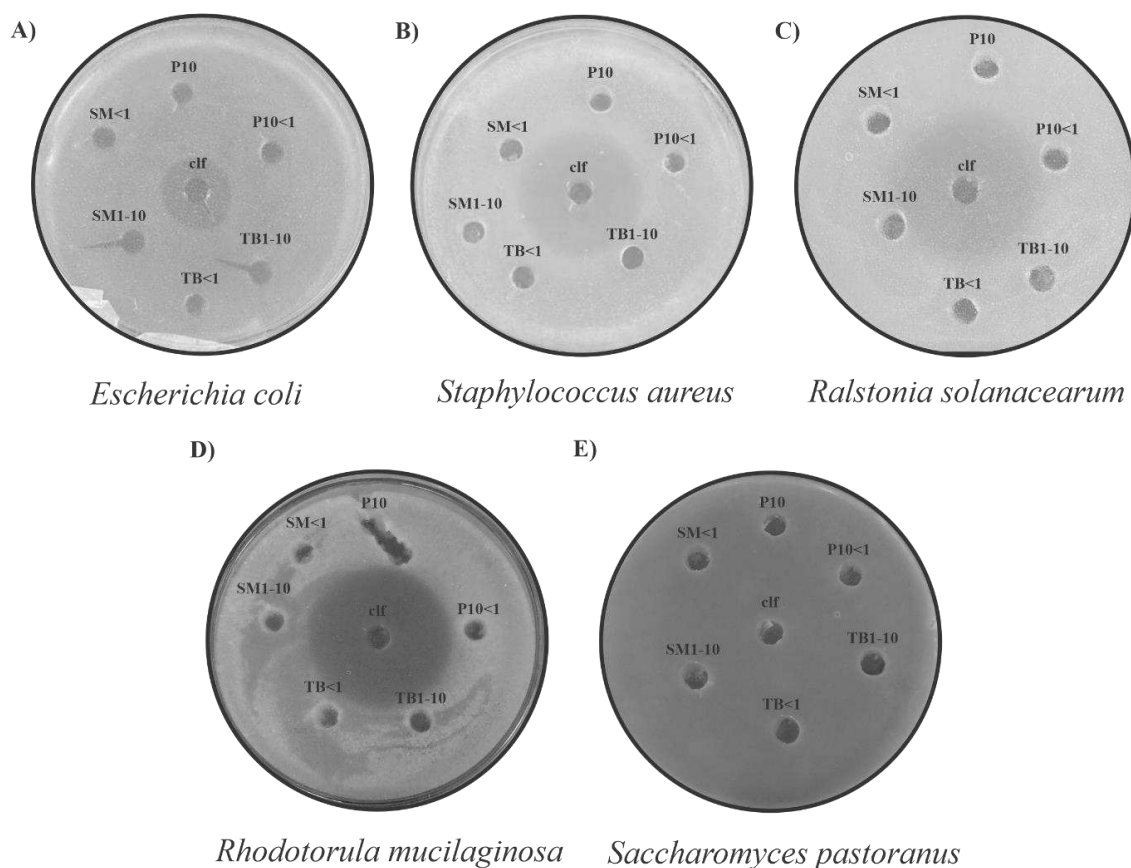 A)
P10
SM<1
P10<1
clf
SM1-10
TB1-10
TB<1
Escherichia coli
B)
P10
SM<1
P10<1
clf
SM1-10
TB1-10
TB<1
Staphylococcus aureus
C)
P10
SM<1
P10<1
clf
SM1-10
TB1-10
TB<1
Ralstonia solanacearum
D)
P10
SM<1
SM1-10
clf
P10<1
TB<1
TB1-10
Rhodotorula mucilaginosa
E)
P10
SM<1
P10<1
clf
SM1-10
TB1-10
TB<1
Saccharomyces pastoranus